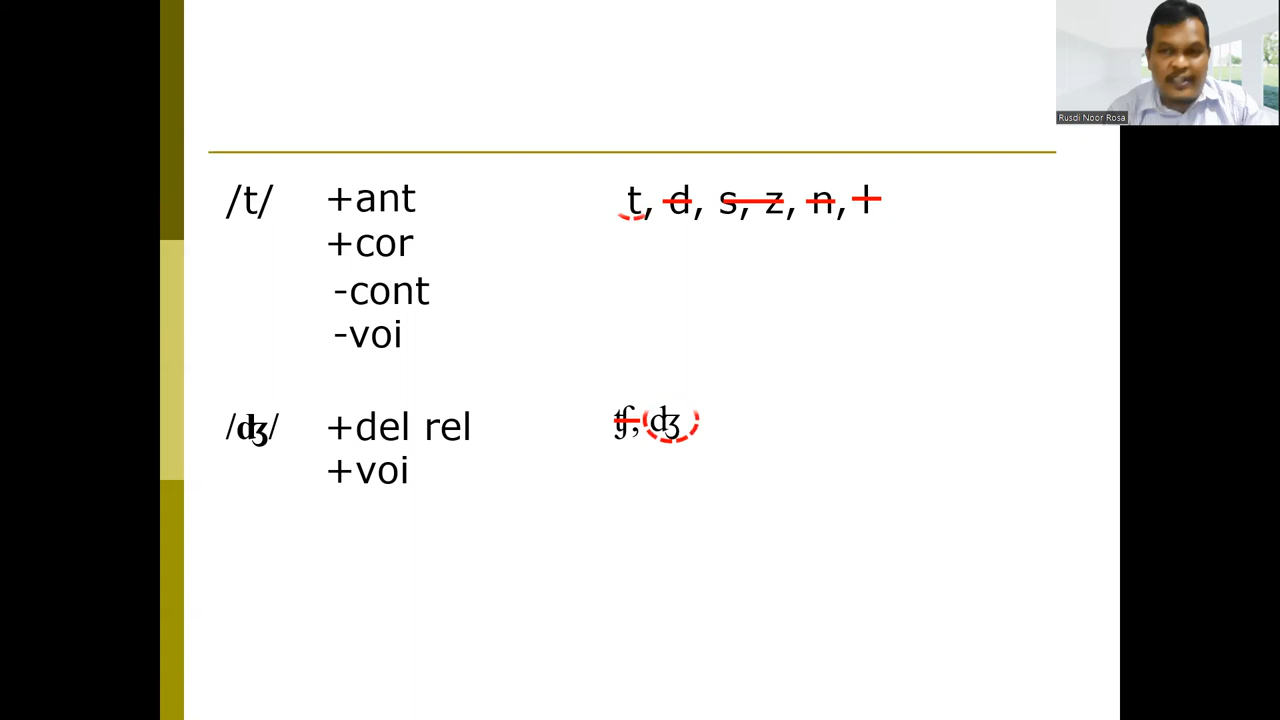 Rusdi Noor Rosa
/t/ +ant t, d, s, z, n, l
+cor
-cont
-voi
/ʤ/ +del rel ʧ, ʤ
+voi